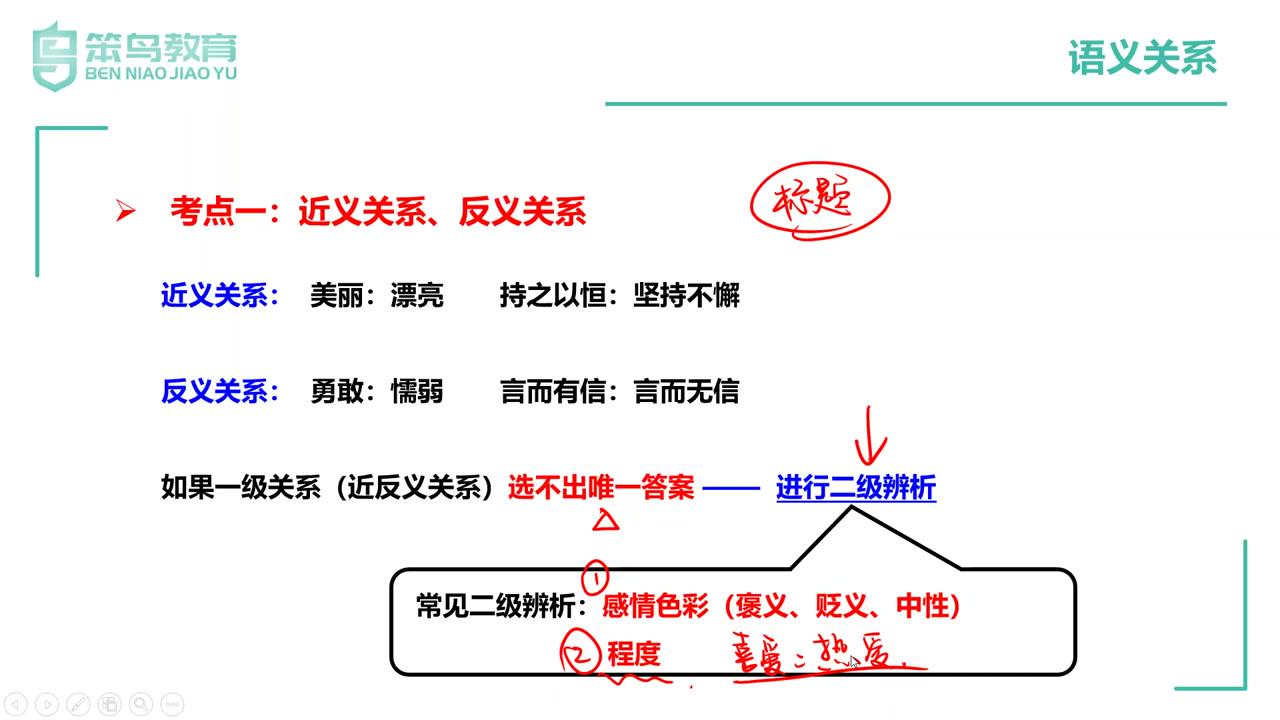 笨鸟教育
BEN NIAO JIAO YU
语义关系
考点一：近义关系、反义关系
标题
近义关系： 美丽：漂亮 持之以恒：坚持不懈
反义关系： 勇敢：懦弱 言而有信：言而无信
如果一级关系（近反义关系）选不出唯一答案 —— 进行二级辨析
①
常见二级辨析：感情色彩（褒义、贬义、中性）
② 程度 喜爱：热爱.